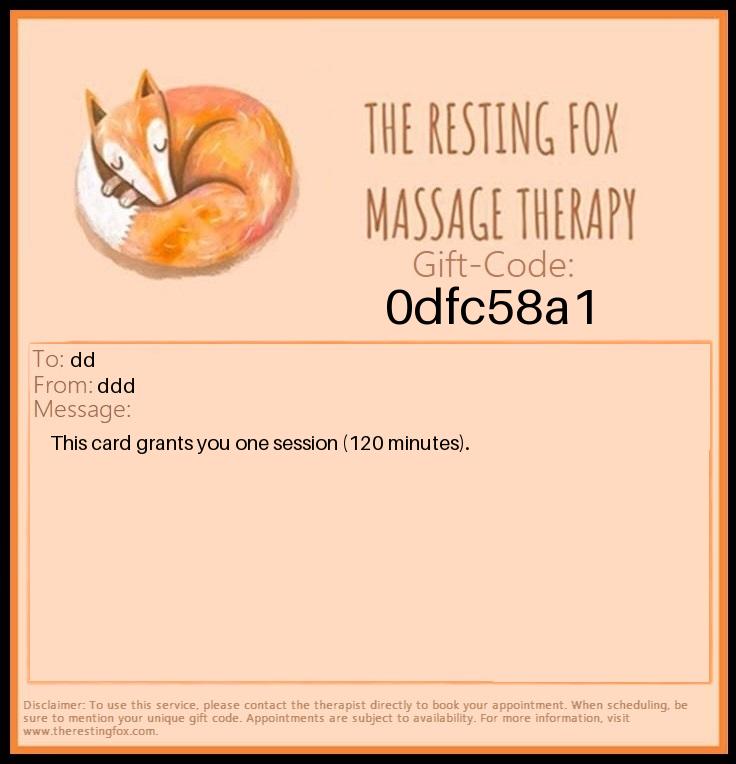 THE RESTING FOX
MASSAGE THERAPY
Gift-Code:
0dfc58a1
To: dd
From: ddd
Message:
This card grants you one session (120 minutes).
Disclaimer: To use this service, please contact the therapist directly to book your appointment. When scheduling, be
sure to mention your unique gift code. Appointments are subject to availability. For more information, visit
www.therestingfox.com.